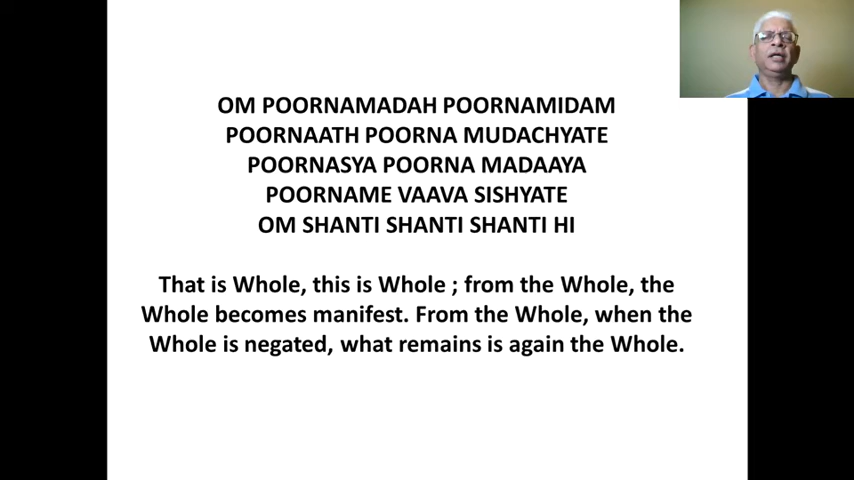 OM POORNAMADAH POORNAMIDAM
POORNAATH POORNA MUDACHYATE
POORNASYA POORNA MADAAYA
POORNAME VAAVA SISHYATE
OM SHANTI SHANTI SHANTI HI
That is Whole, this is Whole ; from the Whole, the
Whole becomes manifest. From the Whole, when the
Whole is negated, what remains is again the Whole.